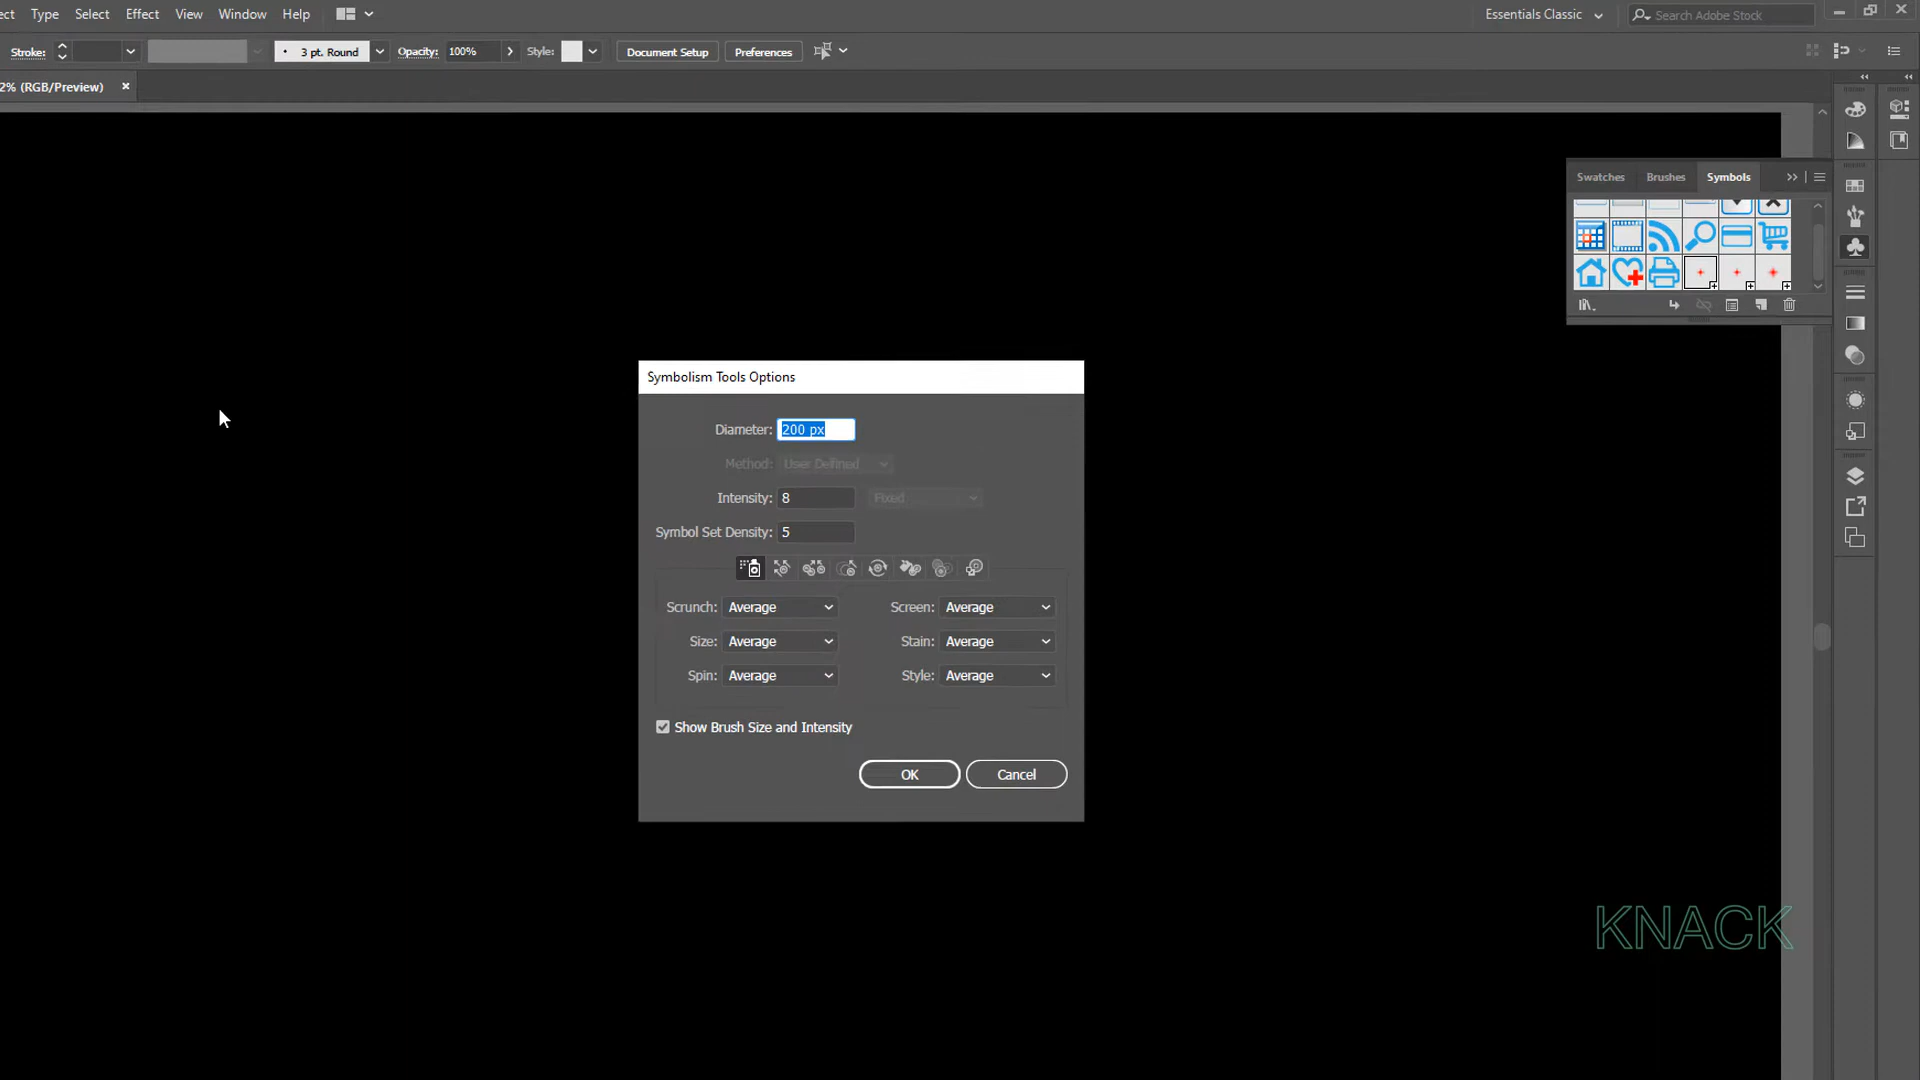 ect Type Select Effect View Window Help Essentials Classic Search Adobe Stock
Stroke: 3 pt. Round Opacity: 100% Style: Document Setup Preferences
2% (RGB/Preview)
Swatches Brushes Symbols
Symbolism Tools Options
Diameter: 200 px
Method: User Defined
Intensity: 8 Fixed
Symbol Set Density: 5
Scrunch: Average Screen: Average
Size: Average Stain: Average
Spin: Average Style: Average
Show Brush Size and Intensity
OK Cancel
KNACK